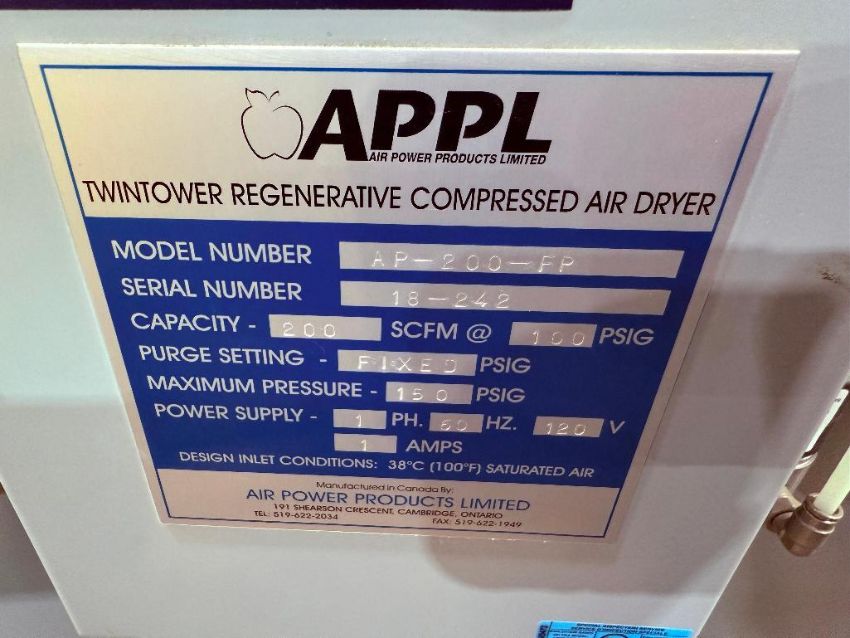 APPL
AIR POWER PRODUCTS LIMITED
TWINTOWER REGENERATIVE COMPRESSED AIR DRYER
MODEL NUMBER AP-200-FP
SERIAL NUMBER 18-242
CAPACITY - 200 SCFM @ 100 PSIG
PURGE SETTING - FIXED PSIG
MAXIMUM PRESSURE - 150 PSIG
POWER SUPPLY - 1 PH. 60 HZ. 120 V
1 AMPS
DESIGN INLET CONDITIONS: 38°C (100°F) SATURATED AIR
Manufactured in Canada By:
AIR POWER PRODUCTS LIMITED
191 SHEARSON CRESCENT, CAMBRIDGE, ONTARIO
TEL: 519-622-2034 FAX: 519-622-1949